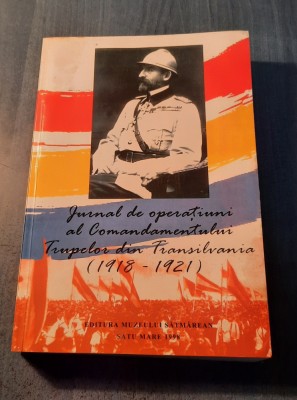 Jurnal de operațiuni
al Comandamentului
Trupelor din Transilvania
(1918 - 1921)
EDITURA MUZEULUI SĂTMĂREAN
SATU MARE 1998